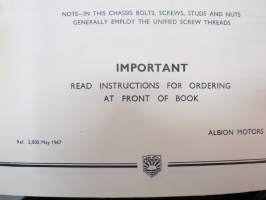 NOTE—IN THIS CHASSIS BOLTS, SCREWS, STUDS AND NUTS
GENERALLY EMPLOY THE UNIFIED SCREW THREADS
IMPORTANT
READ INSTRUCTIONS FOR ORDERING
AT FRONT OF BOOK
ALBION MOTORS
Ref. 2,000 May 1967